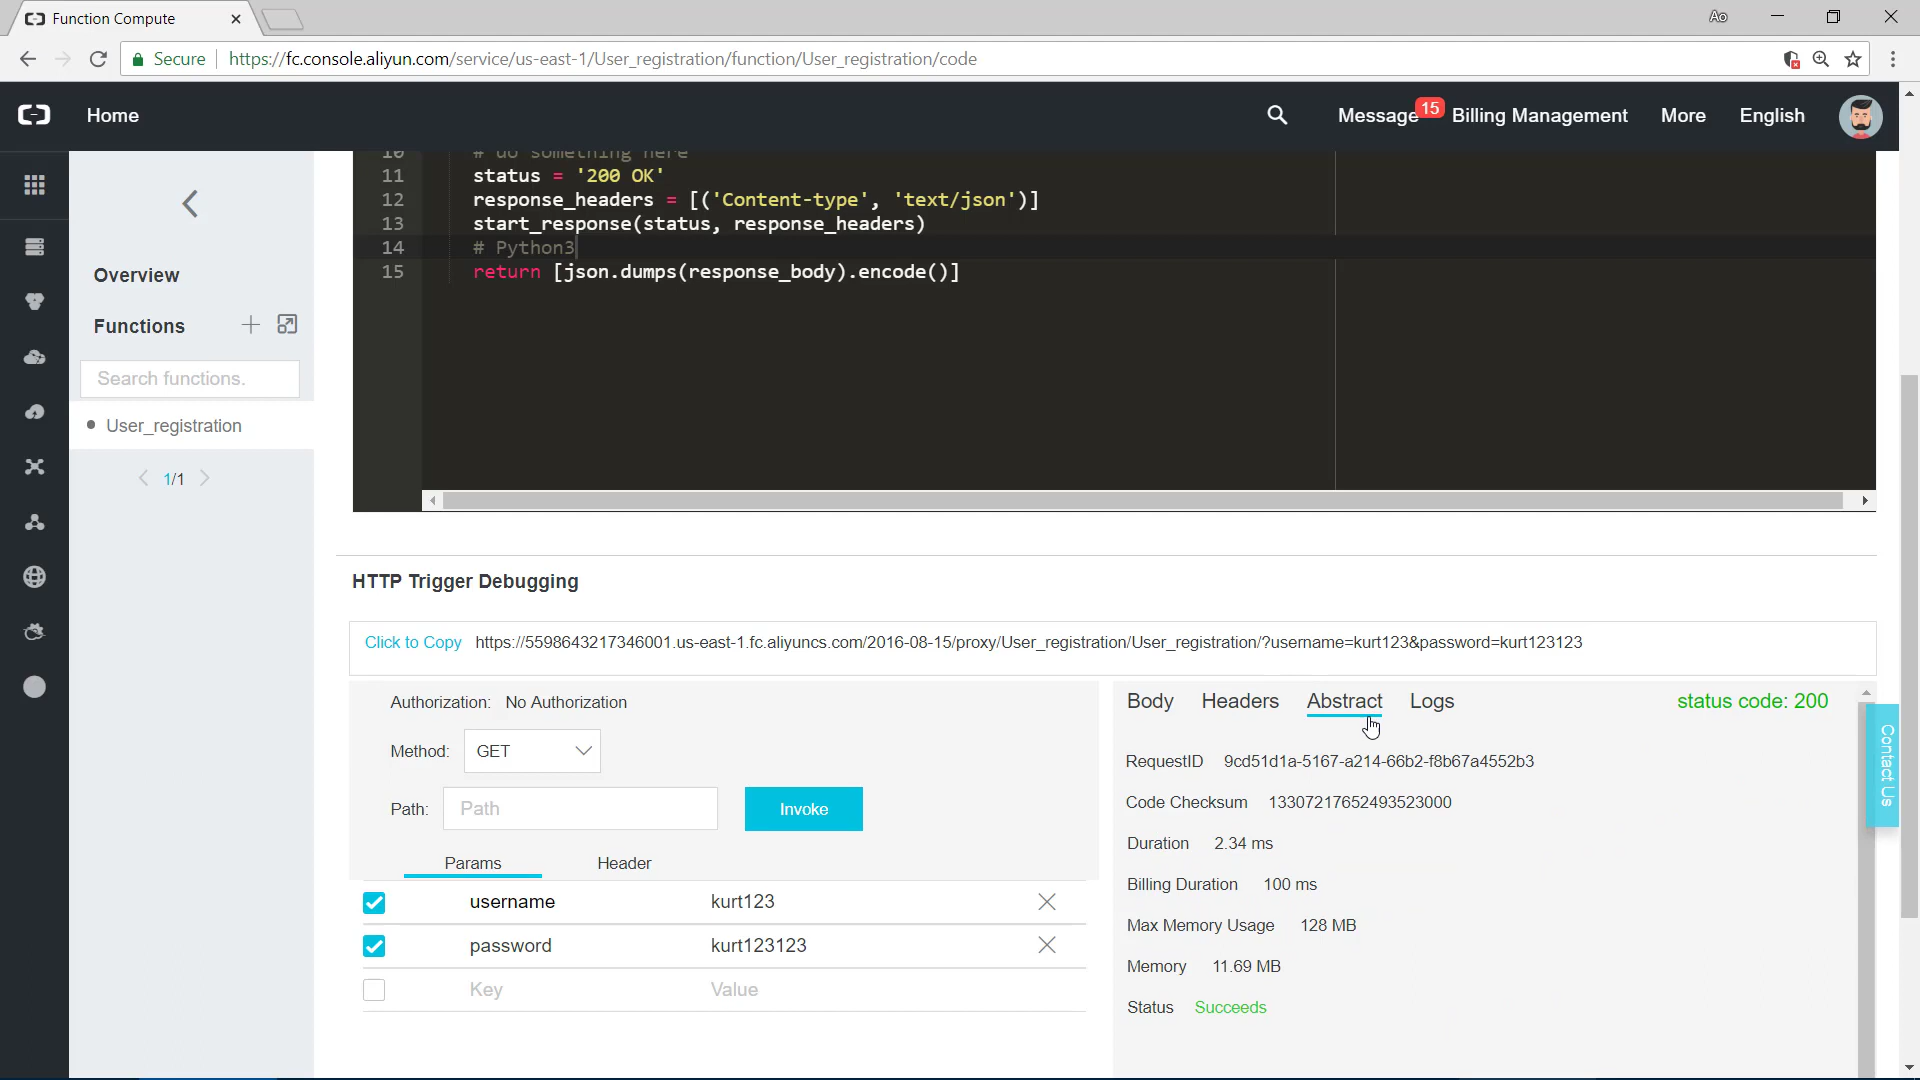 Function Compute
Ao
Secure https://fc.console.aliyun.com/service/us-east-1/User_registration/function/User_registration/code
Home
Message 15 Billing Management More English
Overview
Functions
Search functions.
User_registration
1/1
10 # do something here
11 status = '200 OK'
12 response_headers = [('Content-type', 'text/json')]
13 start_response(status, response_headers)
14 # Python3
15 return [json.dumps(response_body).encode()]
HTTP Trigger Debugging
Click to Copy https://5598643217346001.us-east-1.fc.aliyuncs.com/2016-08-15/proxy/User_registration/User_registration/?username=kurt123&password=kurt123123
Authorization: No Authorization
Method: GET
Path: Path Invoke
Params Header
username kurt123
password kurt123123
Key Value
Body Headers Abstract Logs status code: 200
RequestID 9cd51d1a-5167-a214-66b2-f8b67a4552b3
Code Checksum 13307217652493523000
Duration 2.34 ms
Billing Duration 100 ms
Max Memory Usage 128 MB
Memory 11.69 MB
Status Succeeds
Contact Us